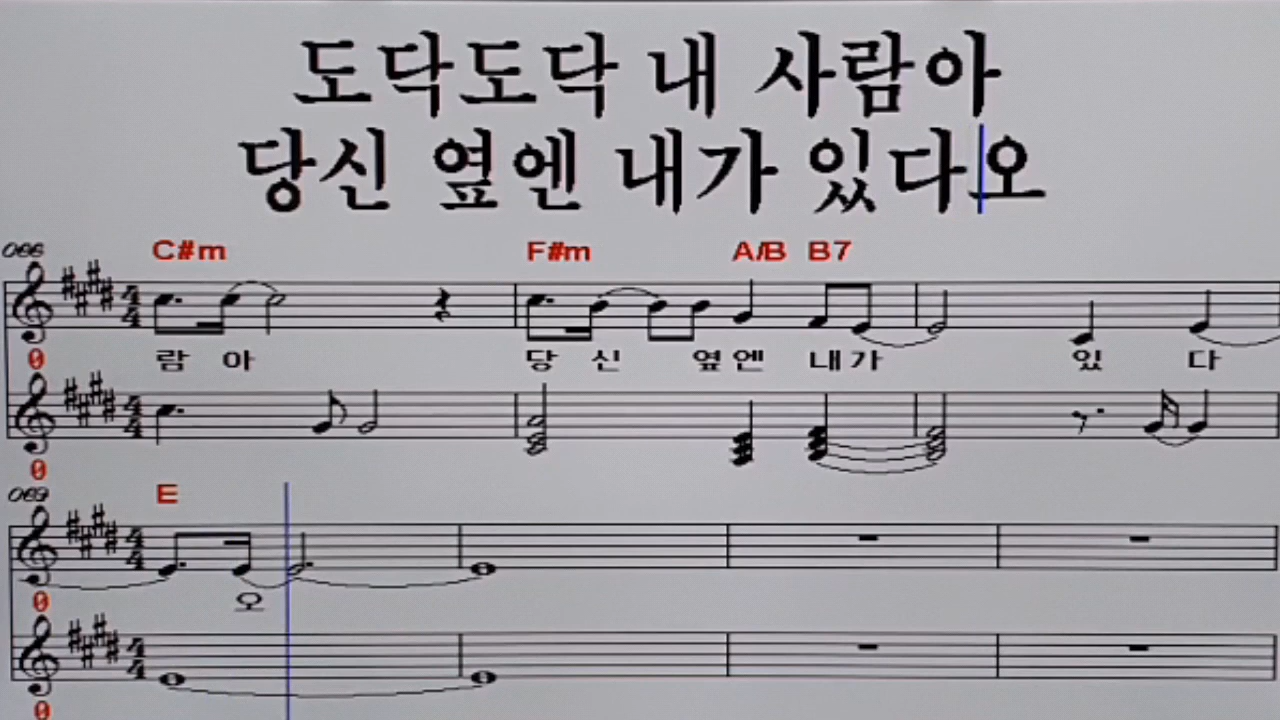 도닥도닥 내 사람아
당신 옆엔 내가 있다오
066 C#m F#m A/B B7
람 아 당 신 옆 엔 내 가 있 다
0
0
069 E
오
0
0